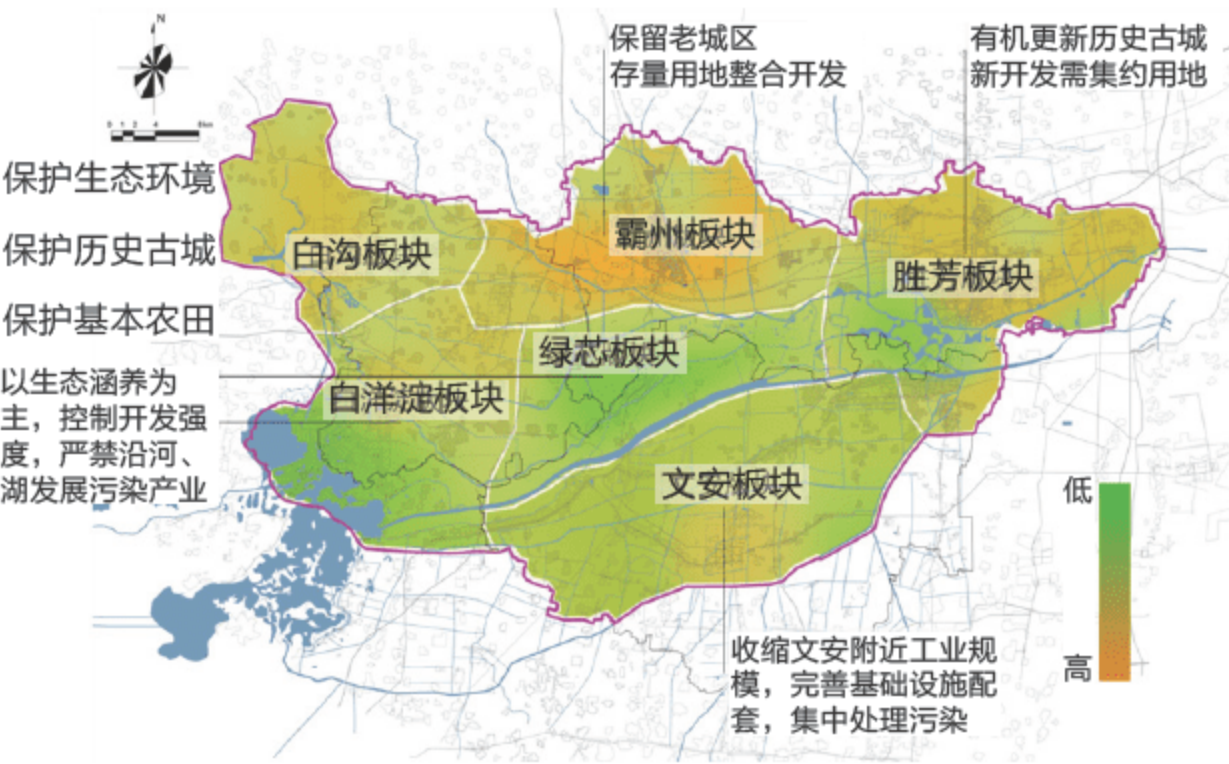 保留老城区
存量用地整合开发
有机更新历史古城
新开发需集约用地
N
0 1 2 4 8km
保护生态环境
保护历史古城
保护基本农田
以生态涵养为
主，控制开发强
度，严禁沿河、
湖发展污染产业
白沟板块
霸州板块
胜芳板块
绿芯板块
白洋淀板块
文安板块
低
高
收缩文安附近工业规
模，完善基础设施配
套，集中处理污染